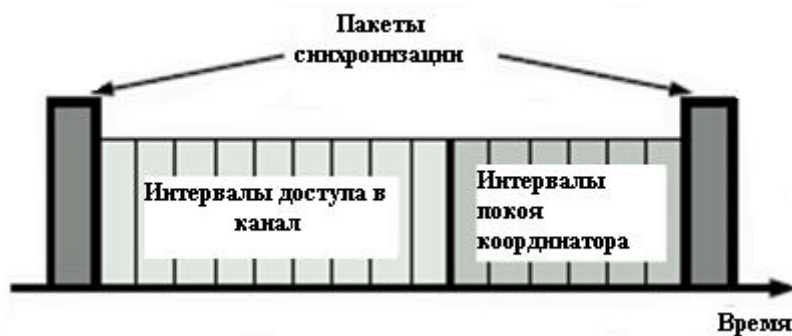 Пакеты
синхронизации
Интервалы доступа в
канал
Интервалы
покоя
координатора
Время